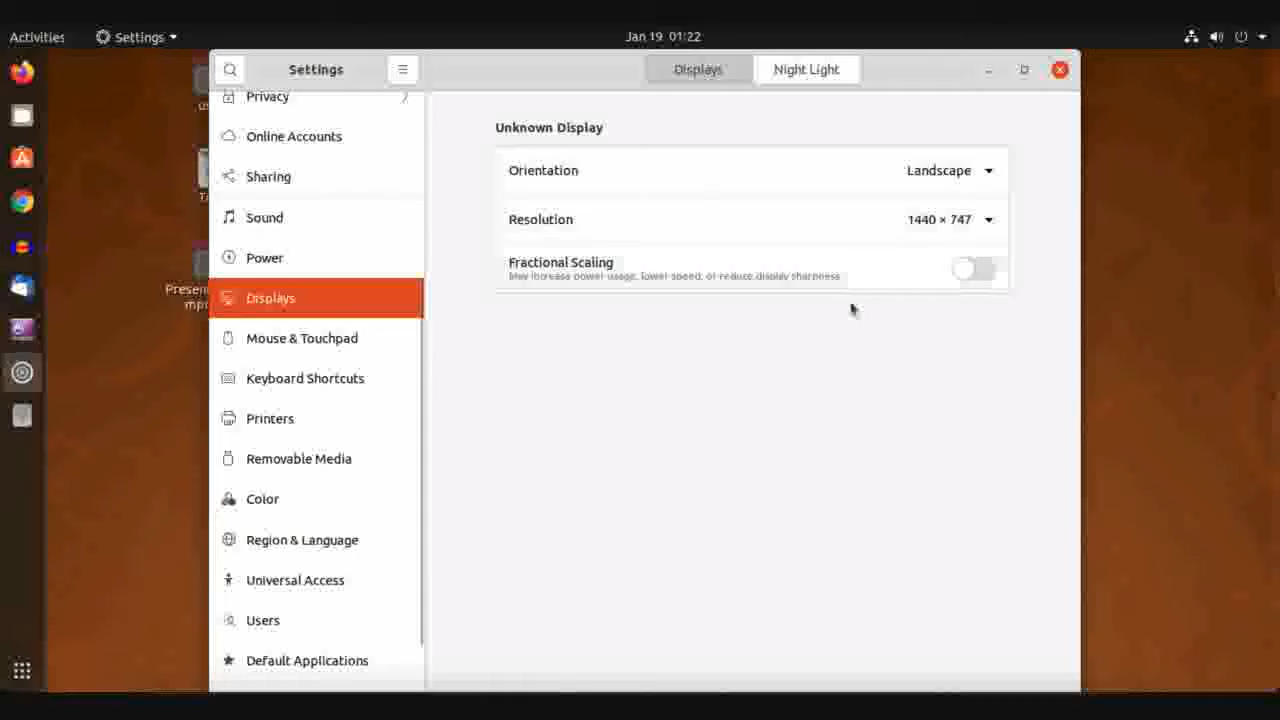 Activities
Settings
Jan 19 01:22
Settings
Displays
Night Light
Privacy
Online Accounts
Sharing
Sound
Power
Displays
Mouse & Touchpad
Keyboard Shortcuts
Printers
Removable Media
Color
Region & Language
Universal Access
Users
Default Applications
Unknown Display
Orientation
Landscape
Resolution
1440 × 747
Fractional Scaling
May increase power usage, lower speed, or reduce display sharpness.